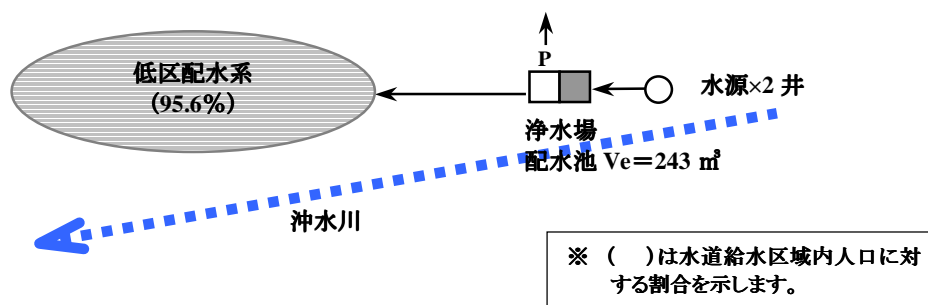 P
低区配水系
(95.6%)
水源×2 井
浄水場
配水池 Ve=243 ㎥
沖水川
※ (　)は水道給水区域内人口に対
する割合を示します。